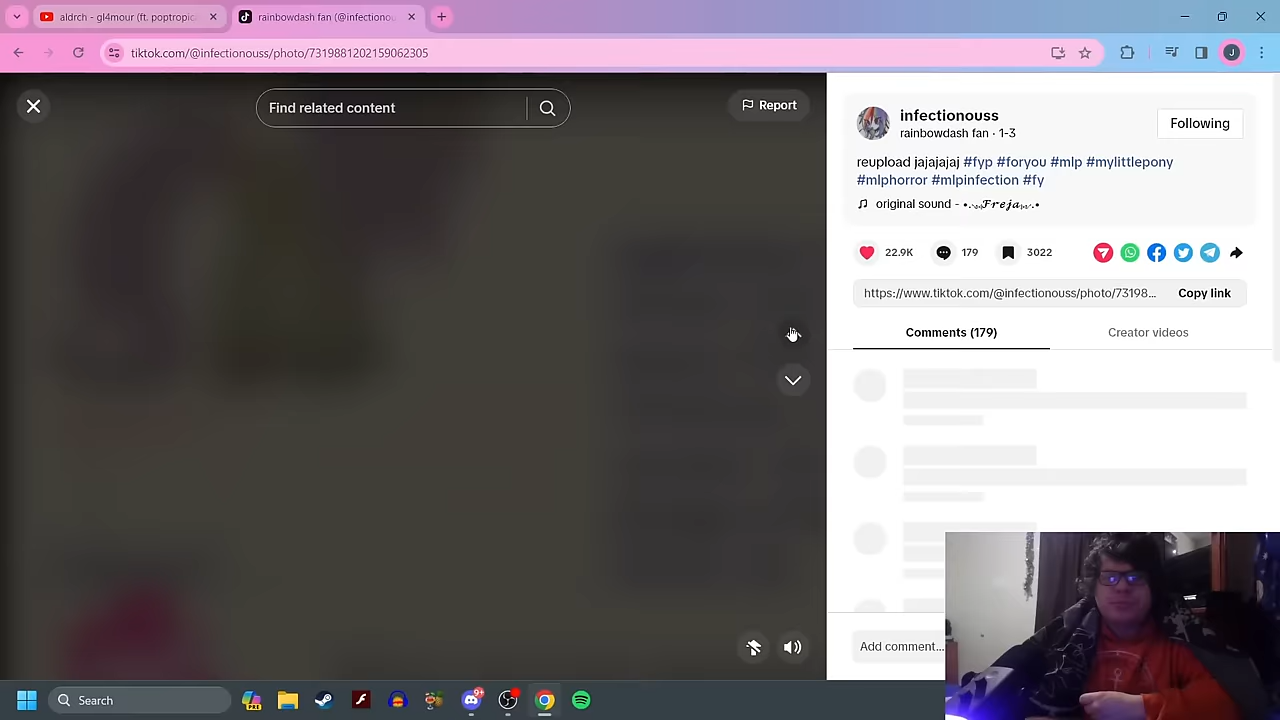 aldrch - gl4mour (ft. poptropic
rainbowdash fan (@infectionou
tiktok.com/@infectionouss/photo/7319881202159062305
J
Find related content
Report
infectionouss
rainbowdash fan · 1-3
Following
reupload jajajajaj #fyp #foryou #mlp #mylittlepony
#mlphorror #mlpinfection #fy
original sound - •.¸𝓕𝓻𝓮𝓳𝓪¸.•
22.9K
179
3022
https://www.tiktok.com/@infectionouss/photo/73198...
Copy link
Comments (179)
Creator videos
Add comment...
Search